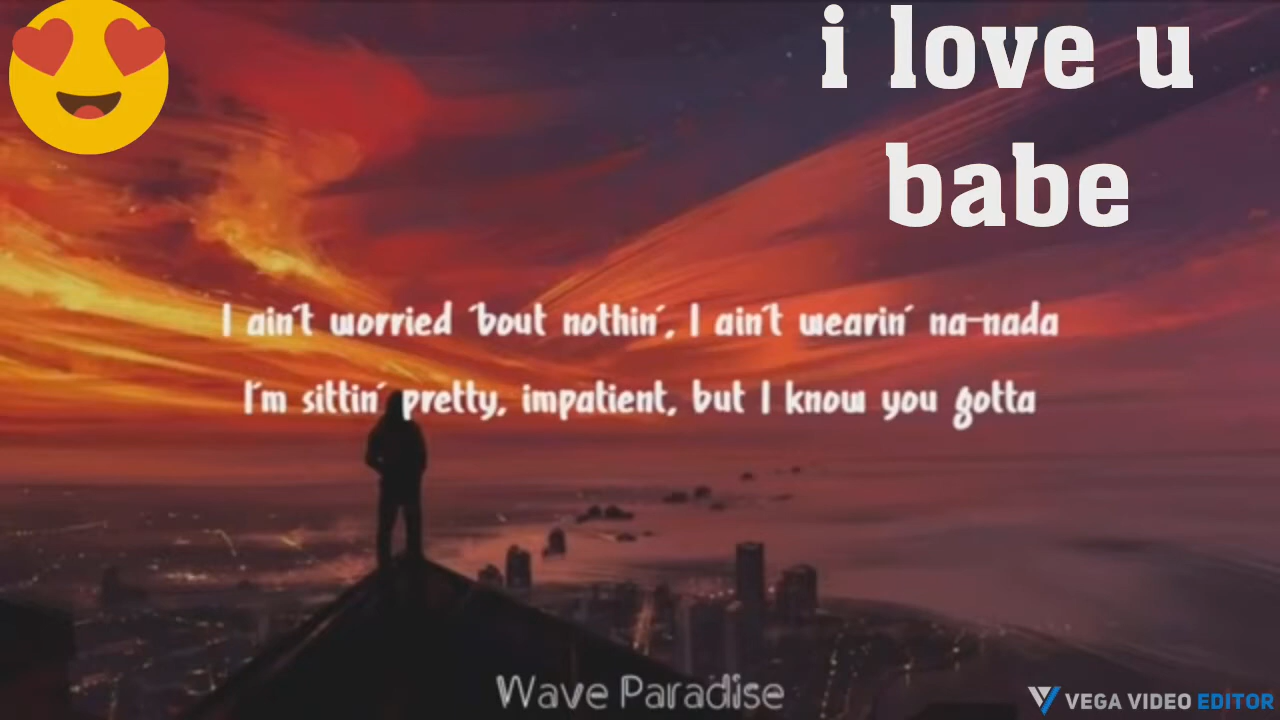 i love u
babe
I ain't worried 'bout nothin', I ain't wearin' na-nada
I'm sittin' pretty, impatient, but I know you gotta
Wave Paradise
VEGA VIDEO EDITOR